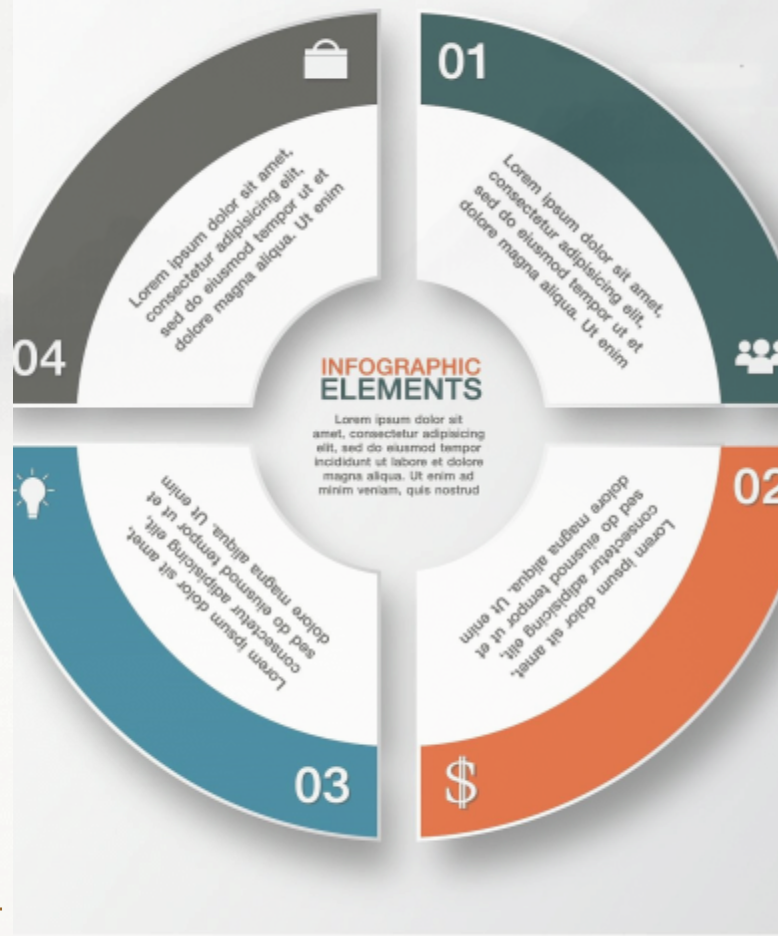 01
Lorem ipsum dolor sit amet,
consectetur adipisicing elit,
sed do eiusmod tempor ut et
dolore magna aliqua. Ut enim
02
Lorem ipsum dolor sit amet,
consectetur adipisicing elit,
sed do eiusmod tempor ut et
dolore magna aliqua. Ut enim
$
03
Lorem ipsum dolor sit amet,
consectetur adipisicing elit,
sed do eiusmod tempor ut et
dolore magna aliqua. Ut enim
04
Lorem ipsum dolor sit amet,
consectetur adipisicing elit,
sed do eiusmod tempor ut et
dolore magna aliqua. Ut enim
INFOGRAPHIC
ELEMENTS
Lorem ipsum dolor sit
amet, consectetur adipisicing
elit, sed do eiusmod tempor
incididunt ut labore et dolore
magna aliqua. Ut enim ad
minim veniam, quis nostrud